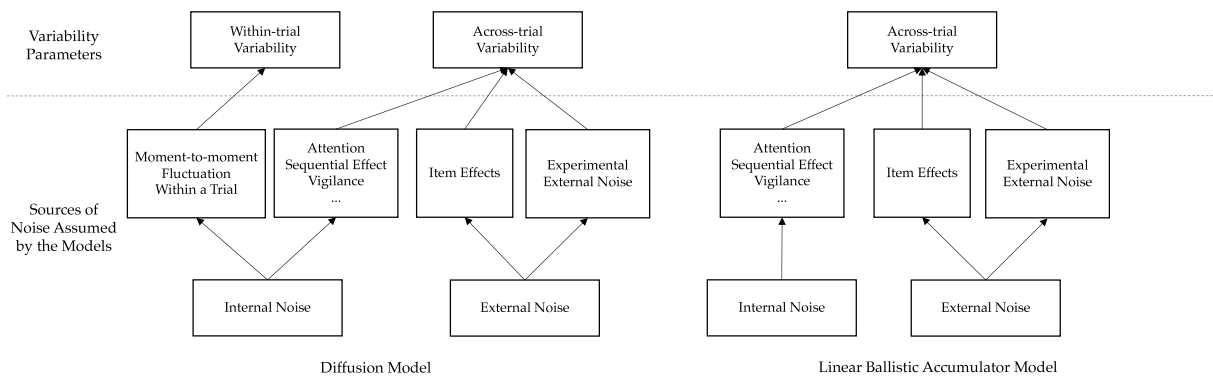 Variability
Parameters
Within-trial
Variability
Across-trial
Variability
Across-trial
Variability
Sources of
Noise Assumed
by the Models
Moment-to-moment
Fluctuation
Within a Trial
Attention
Sequential Effect
Vigilance
...
Item Effects
Experimental
External Noise
Attention
Sequential Effect
Vigilance
...
Item Effects
Experimental
External Noise
Internal Noise
External Noise
Internal Noise
External Noise
Diffusion Model
Linear Ballistic Accumulator Model